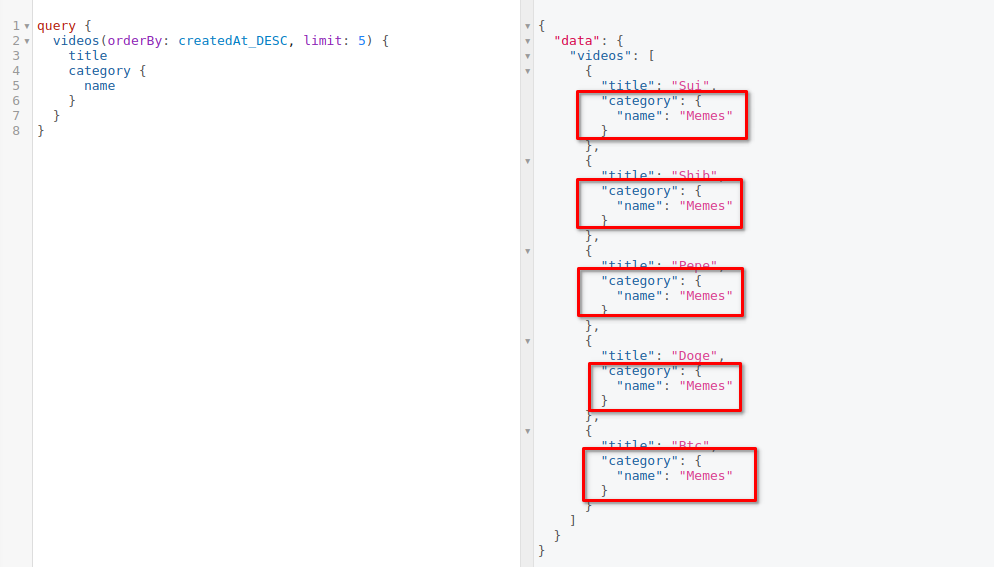 1 query {
2 videos(orderBy: createdAt_DESC, limit: 5) {
3 title
4 category {
5 name
6 }
7 }
8 }
{
"data": {
"videos": [
{
"title": "Sui",
"category": {
"name": "Memes"
}
},
{
"title": "Shib",
"category": {
"name": "Memes"
}
},
{
"title": "Pepe",
"category": {
"name": "Memes"
}
},
{
"title": "Doge",
"category": {
"name": "Memes"
}
},
{
"title": "Btc",
"category": {
"name": "Memes"
}
}
]
}
}